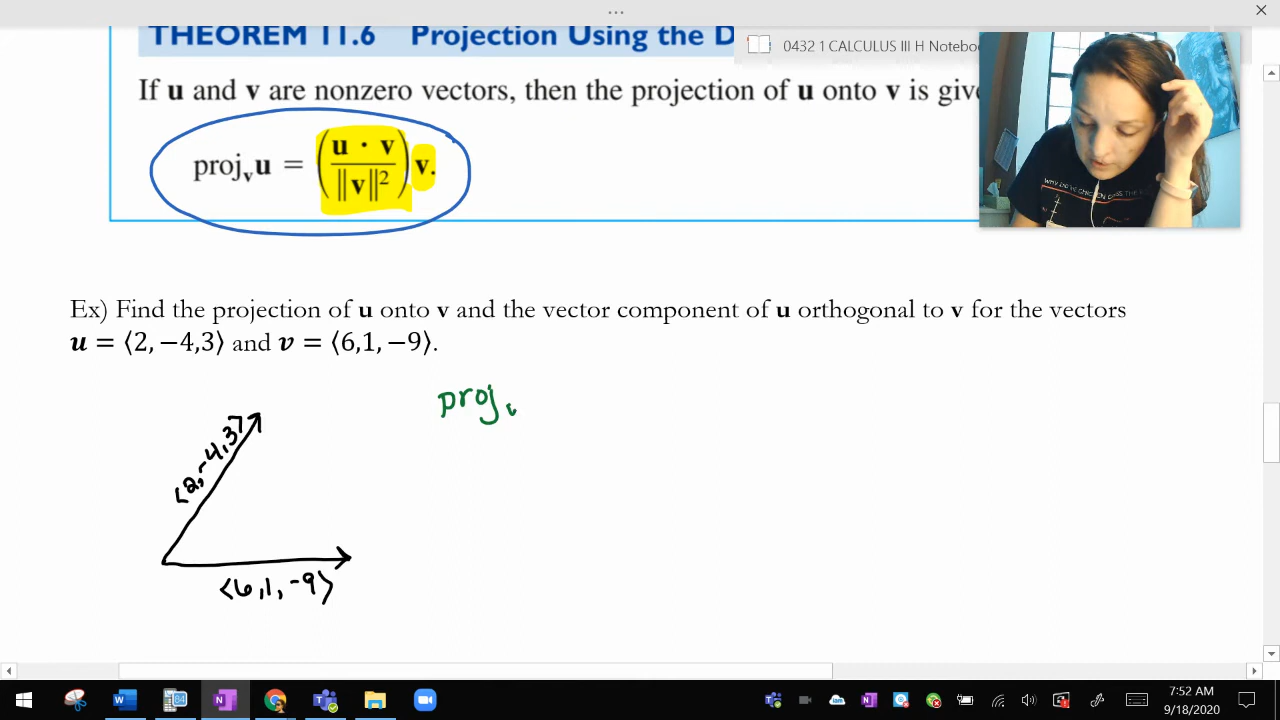 THEOREM 11.6 Projection Using the D
0432 1 CALCULUS III H Notebo
If u and v are nonzero vectors, then the projection of u onto v is give
proj_v u = (u · v / ‖v‖²) v.
Ex) Find the projection of u onto v and the vector component of u orthogonal to v for the vectors
u = ⟨2, −4,3⟩ and v = ⟨6,1, −9⟩.
proj
⟨2,-4,3⟩
⟨6,1,-9⟩
7:52 AM
9/18/2020